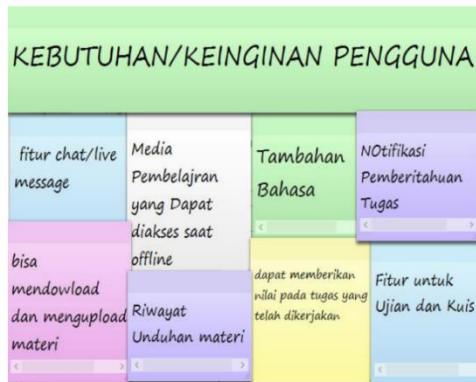 KEBUTUHAN/KEINGINAN PENGGUNA
fitur chat/live
message
Media
Pembelajran
yang Dapat
diakses saat
offline
Tambahan
Bahasa
NOtifikasi
Pemberitahuan
Tugas
bisa
mendowload
dan mengupload
materi
Riwayat
Unduhan materi
dapat memberikan
nilai pada tugas yang
telah dikerjakan
Fitur untuk
Ujian dan Kuis